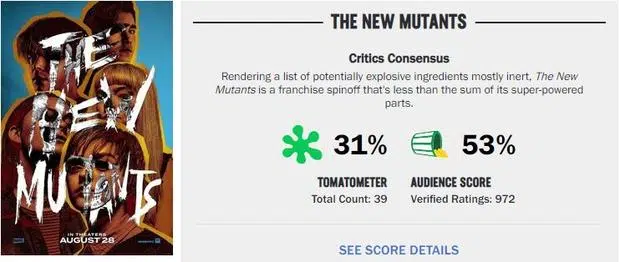 THE
NEW
MUTANTS
IN THEATERS
AUGUST 28
THE NEW MUTANTS
Critics Consensus
Rendering a list of potentially explosive ingredients mostly inert, The New
Mutants is a franchise spinoff that's less than the sum of its super-powered
parts.
31% 53%
TOMATOMETER AUDIENCE SCORE
Total Count: 39 Verified Ratings: 972
SEE SCORE DETAILS